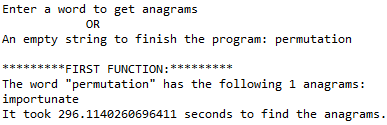 Enter a word to get anagrams
OR
An empty string to finish the program: permutation
*********FIRST FUNCTION:*********
The word "permutation" has the following 1 anagrams:
importunate
It took 296.1140260696411 seconds to find the anagrams.